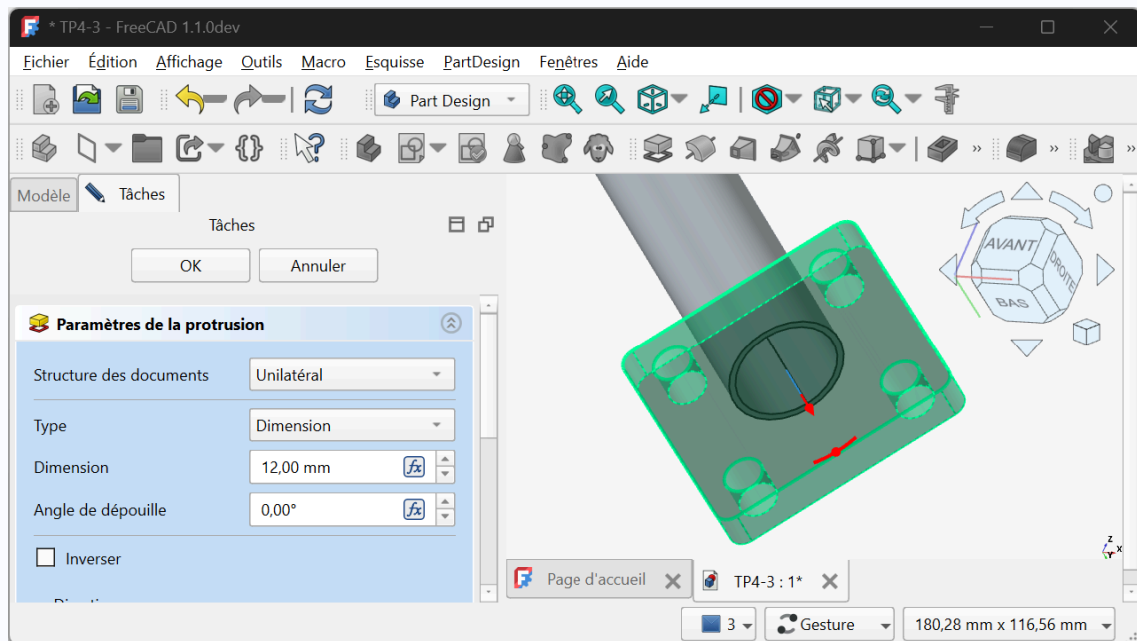 * TP4-3 - FreeCAD 1.1.0dev
Fichier Édition Affichage Outils Macro Esquisse PartDesign Fenêtres Aide
Part Design
Modèle Tâches
Tâches
OK Annuler
Paramètres de la protrusion
Structure des documents Unilatéral
Type Dimension
Dimension 12,00 mm fx
Angle de dépouille 0,00° fx
Inverser
AVANT
DROITE
BAS
Z
X
Y
Page d'accueil TP4-3 : 1*
3 Gesture 180,28 mm x 116,56 mm